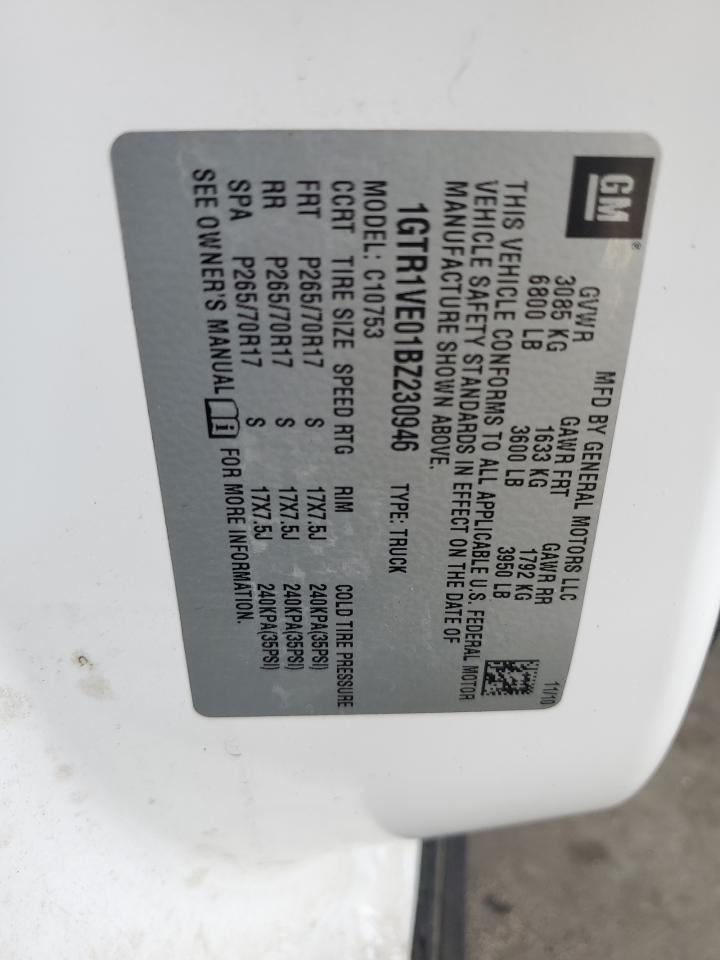 GM®
MFD BY GENERAL MOTORS LLC 11/10
GVWR GAWR FRT GAWR RR
3085 KG 1633 KG 1792 KG
6800 LB 3600 LB 3950 LB
THIS VEHICLE CONFORMS TO ALL APPLICABLE U.S. FEDERAL MOTOR
VEHICLE SAFETY STANDARDS IN EFFECT ON THE DATE OF
MANUFACTURE SHOWN ABOVE.
1GTR1VE01BZ230946 TYPE: TRUCK
MODEL: C10753
CCRT TIRE SIZE SPEED RTG RIM COLD TIRE PRESSURE
FRT P265/70R17 S 17X7.5J 240KPA(35PSI)
RR P265/70R17 S 17X7.5J 240KPA(35PSI)
SPA P265/70R17 S 17X7.5J 240KPA(35PSI)
SEE OWNER'S MANUAL i FOR MORE INFORMATION.